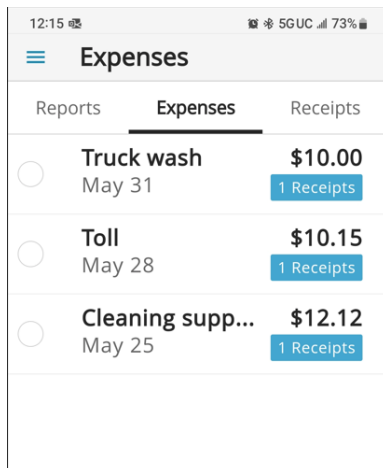 12:15
5GUC 73%
Expenses
Reports Expenses Receipts
Truck wash $10.00
May 31 1 Receipts
Toll $10.15
May 28 1 Receipts
Cleaning supp... $12.12
May 25 1 Receipts